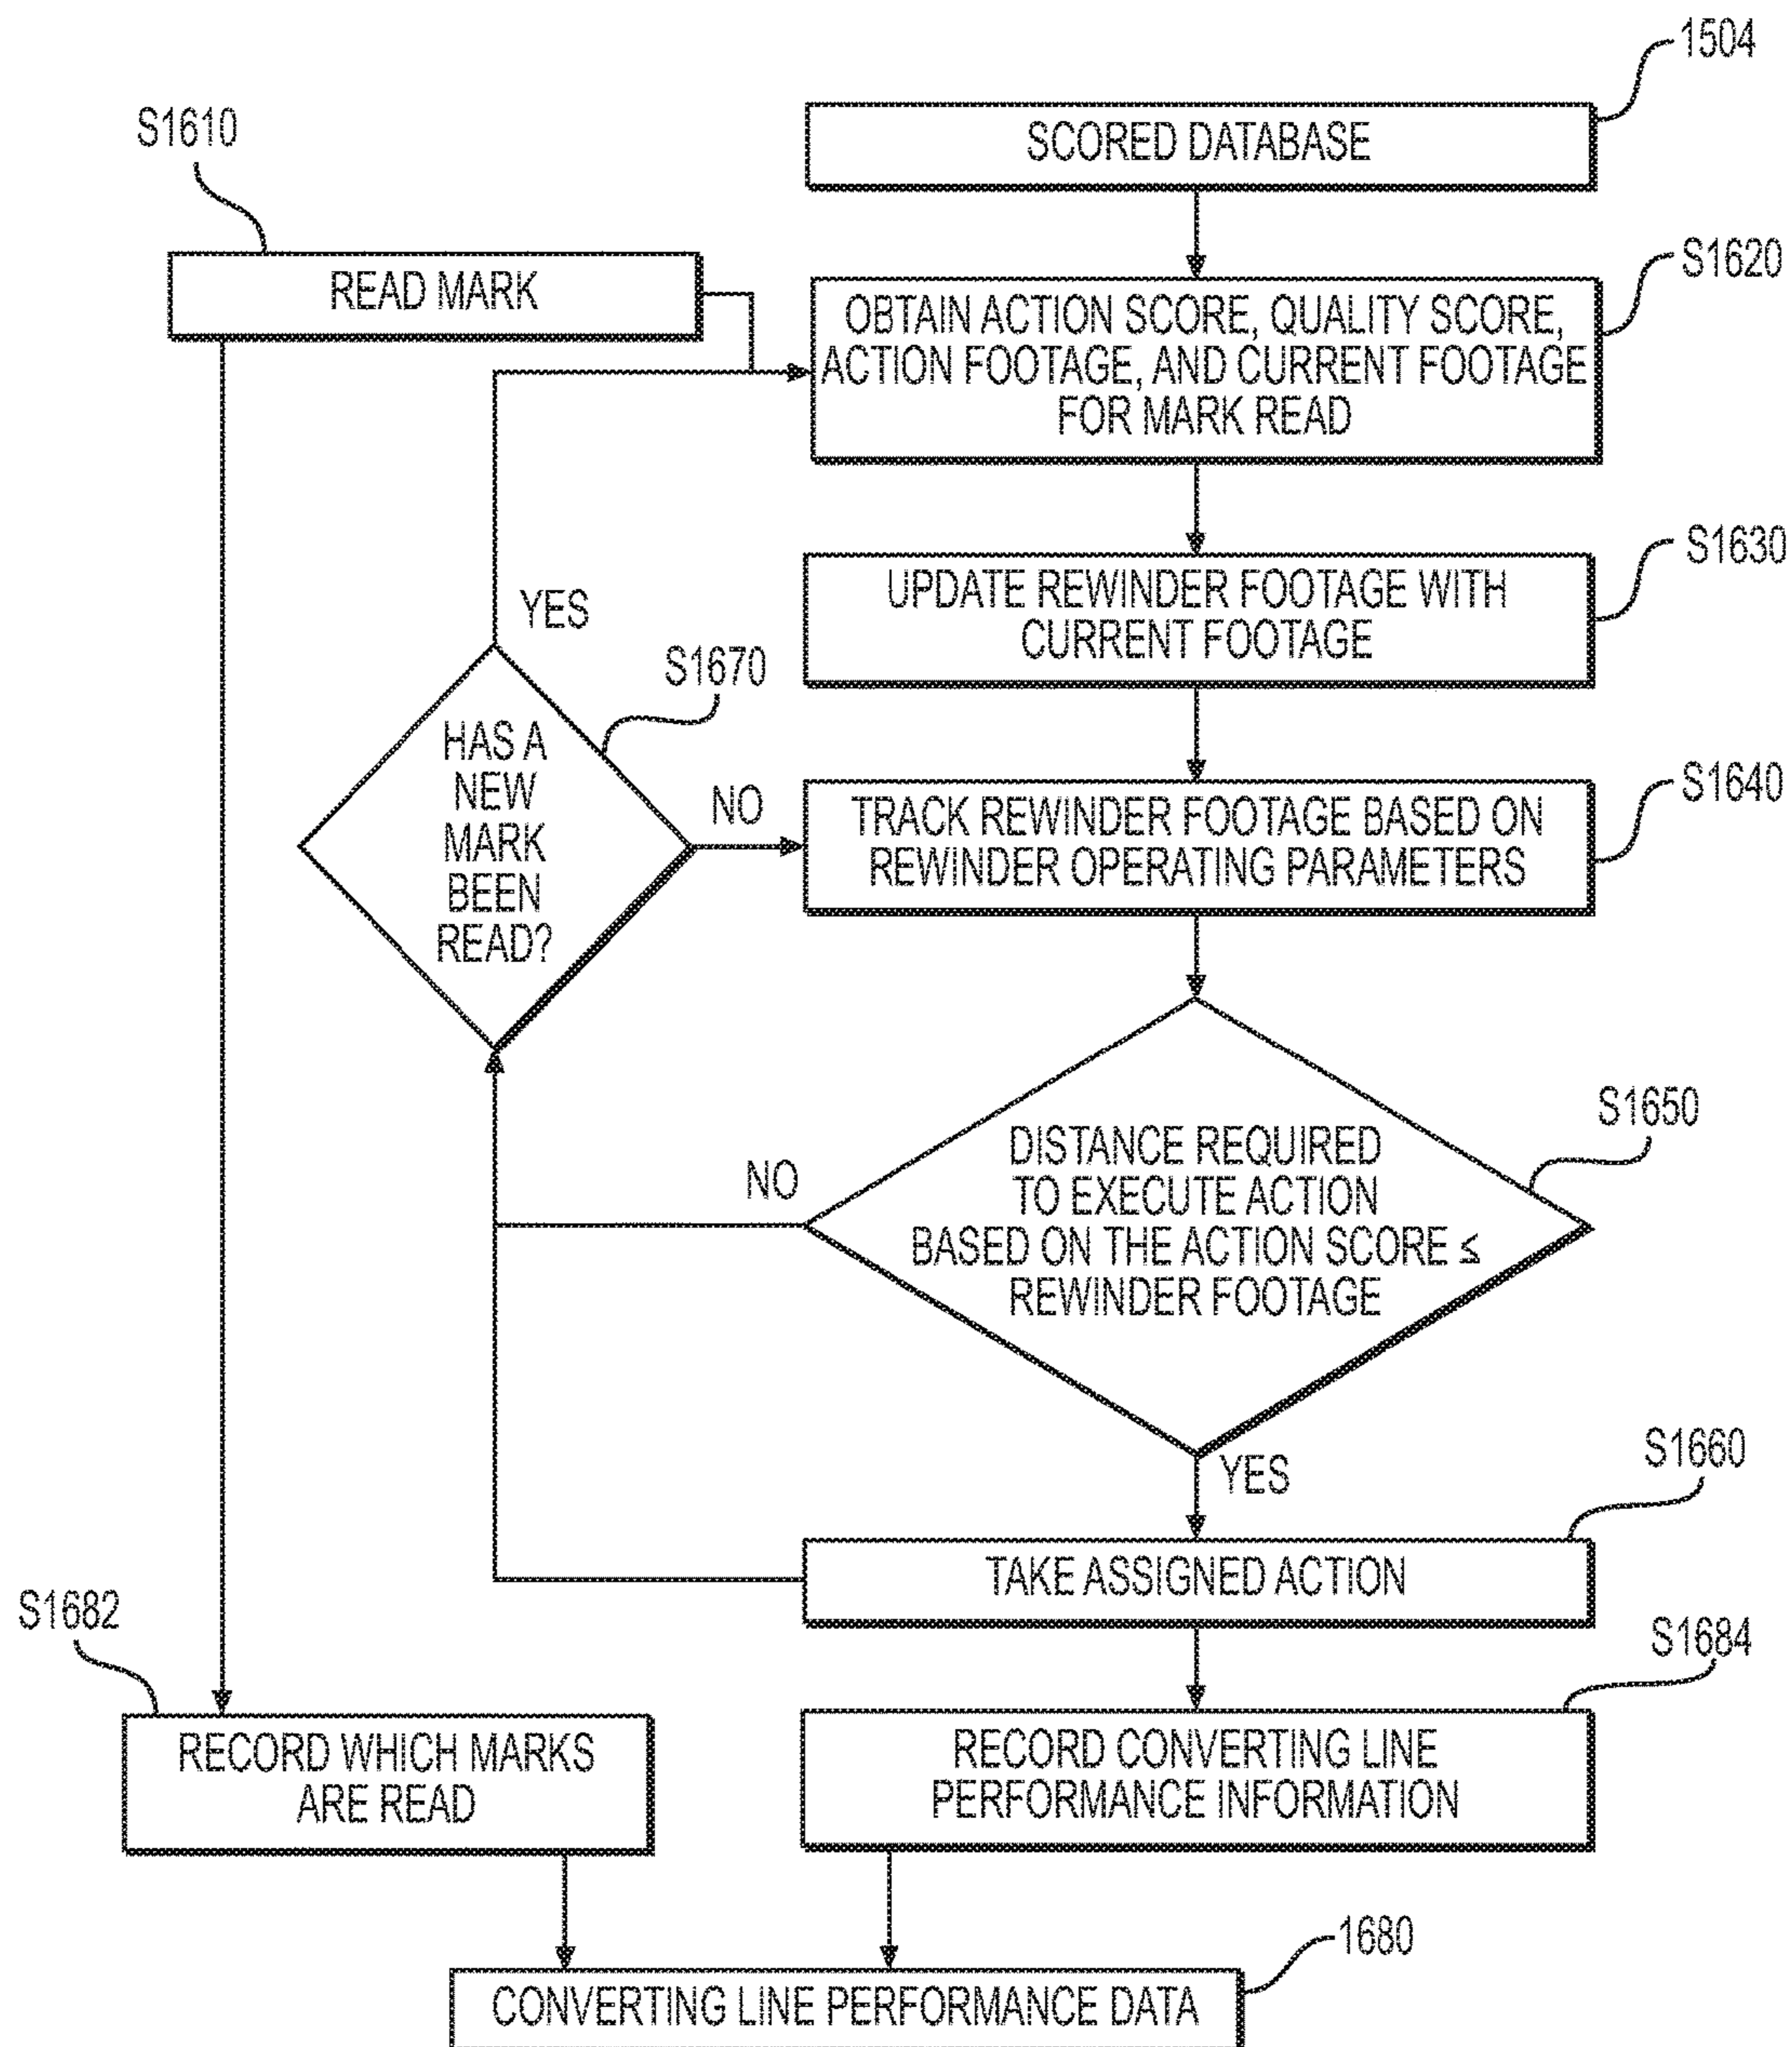 1504
SCORED DATABASE
S1610
READ MARK
S1620
OBTAIN ACTION SCORE, QUALITY SCORE,
ACTION FOOTAGE, AND CURRENT FOOTAGE
FOR MARK READ
S1630
UPDATE REWINDER FOOTAGE WITH
CURRENT FOOTAGE
YES
S1670
HAS A
NEW
MARK
BEEN
READ?
NO
S1640
TRACK REWINDER FOOTAGE BASED ON
REWINDER OPERATING PARAMETERS
S1650
DISTANCE REQUIRED
TO EXECUTE ACTION
BASED ON THE ACTION SCORE ≤
REWINDER FOOTAGE
NO
YES
S1660
TAKE ASSIGNED ACTION
S1682
RECORD WHICH MARKS
ARE READ
S1684
RECORD CONVERTING LINE
PERFORMANCE INFORMATION
1680
CONVERTING LINE PERFORMANCE DATA